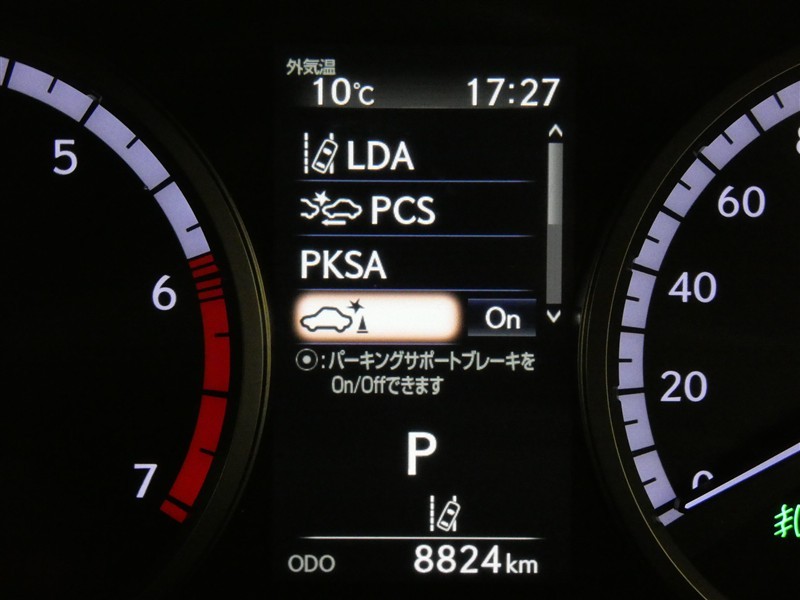 外気温
10℃ 17:27
LDA
PCS
PKSA
On
:パーキングサポートブレーキを
On/Offできます
P
ODO 8824km
5
6
7
60
40
20
0